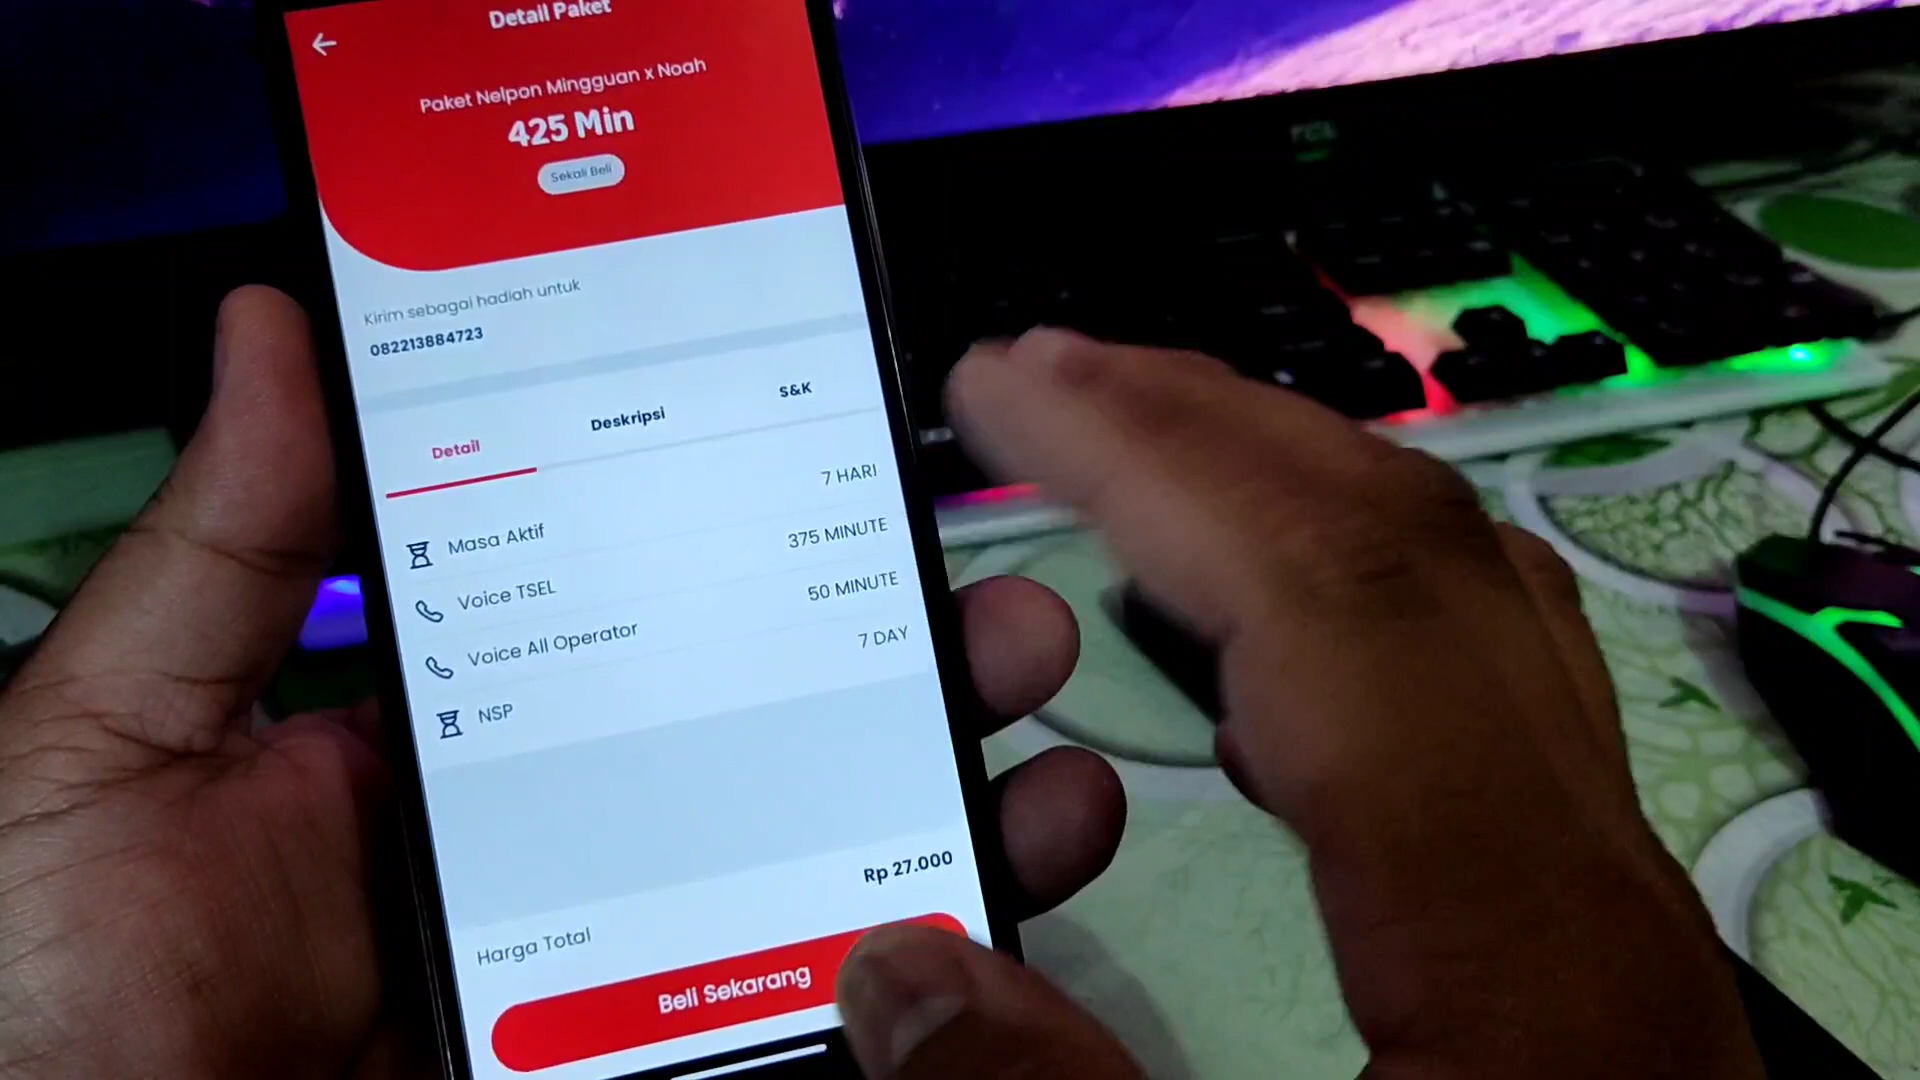 Detail Paket
Paket Nelpon Mingguan x Noah
425 Min
Sekali Beli
Kirim sebagai hadiah untuk
082213884723
Detail
Deskripsi
S&K
Masa Aktif
7 HARI
Voice TSEL
375 MINUTE
Voice All Operator
50 MINUTE
NSP
7 DAY
Harga Total
Rp 27.000
Beli Sekarang